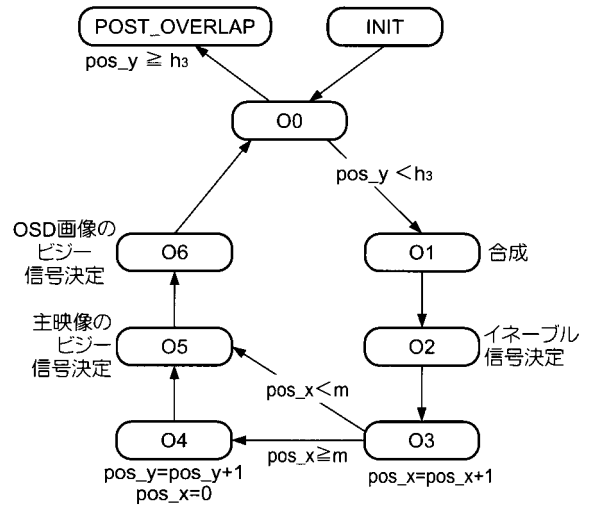 POST_OVERLAP
INIT
pos_y ≧ h3
O0
pos_y <h3
OSD画像の
ビジー
信号決定
O6
O1
合成
主映像の
ビジー
信号決定
O5
O2
イネーブル
信号決定
pos_x<m
O4
pos_x≧m
O3
pos_y=pos_y+1
pos_x=0
pos_x=pos_x+1